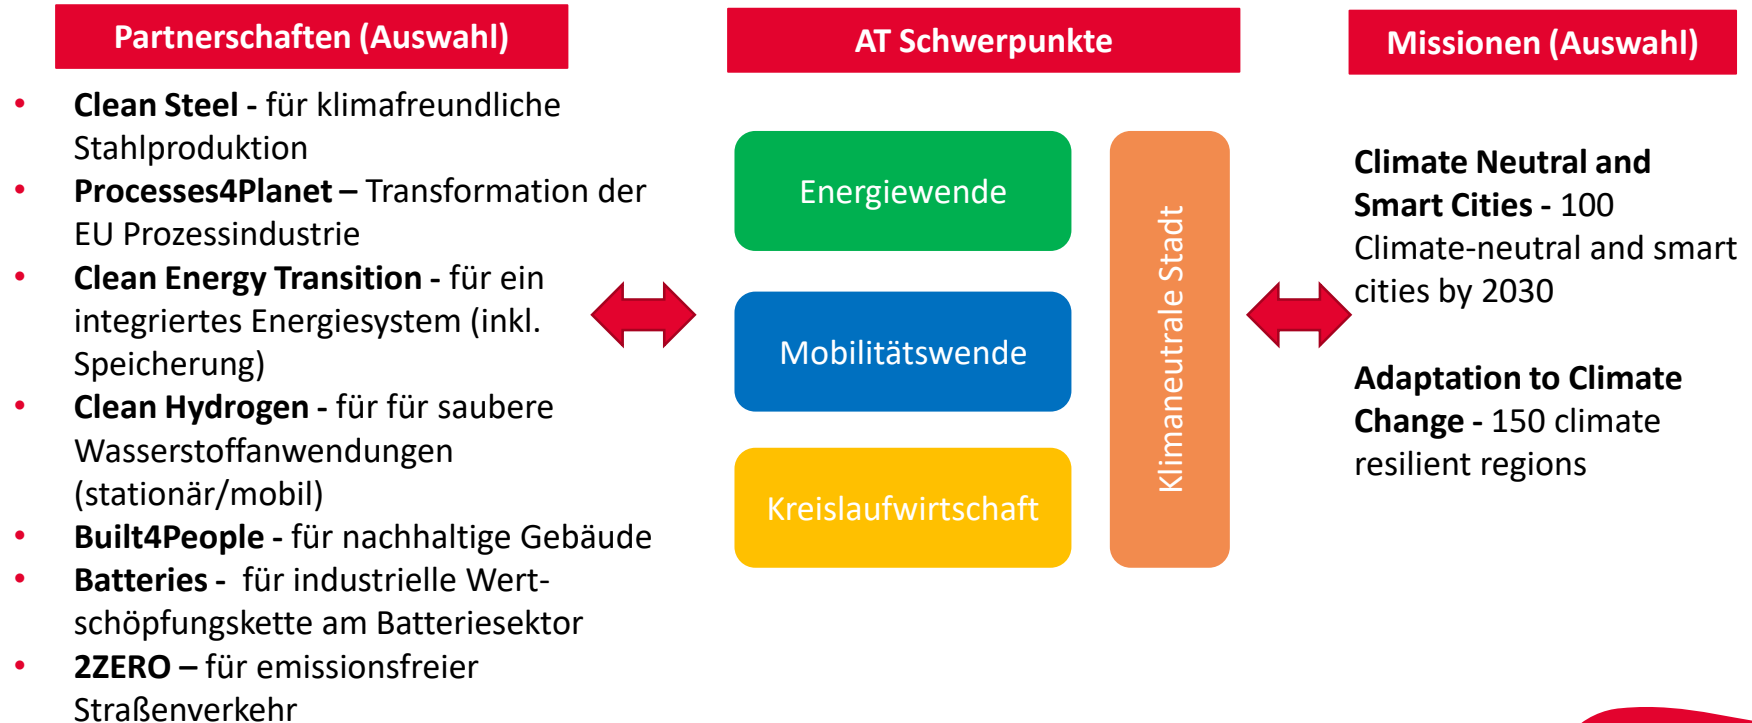 Partnerschaften (Auswahl)
• Clean Steel - für klimafreundliche
Stahlproduktion
• Processes4Planet – Transformation der
EU Prozessindustrie
• Clean Energy Transition - für ein
integriertes Energiesystem (inkl.
Speicherung)
• Clean Hydrogen - für für saubere
Wasserstoffanwendungen
(stationär/mobil)
• Built4People - für nachhaltige Gebäude
• Batteries - für industrielle Wert-
schöpfungskette am Batteriesektor
• 2ZERO – für emissionsfreier
Straßenverkehr
AT Schwerpunkte
Energiewende
Mobilitätswende
Kreislaufwirtschaft
Klimaneutrale Stadt
Missionen (Auswahl)
Climate Neutral and
Smart Cities - 100
Climate-neutral and smart
cities by 2030
Adaptation to Climate
Change - 150 climate
resilient regions